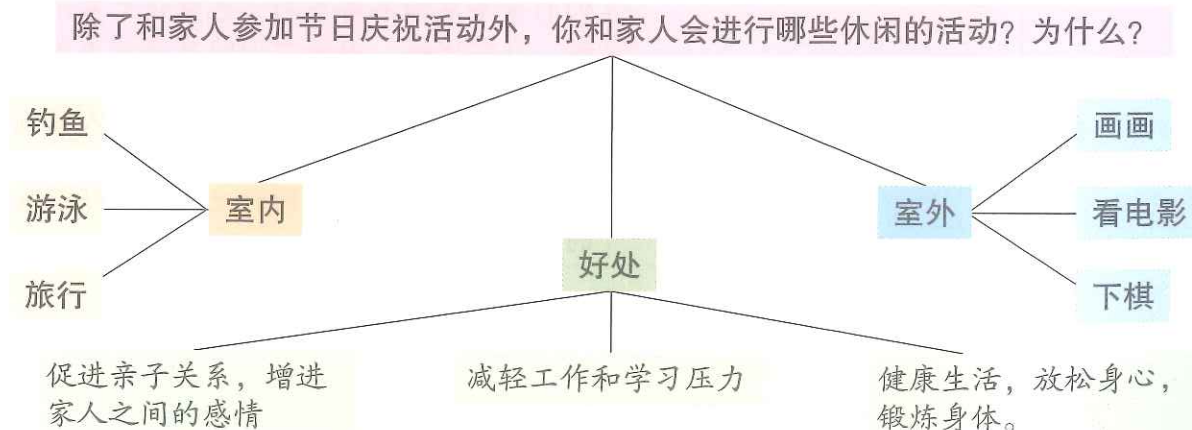 除了和家人参加节日庆祝活动外，你和家人会进行哪些休闲的活动？为什么？
钓鱼
游泳
旅行
室内
好处
室外
画画
看电影
下棋
促进亲子关系，增进
家人之间的感情
减轻工作和学习压力
健康生活，放松身心，
锻炼身体。